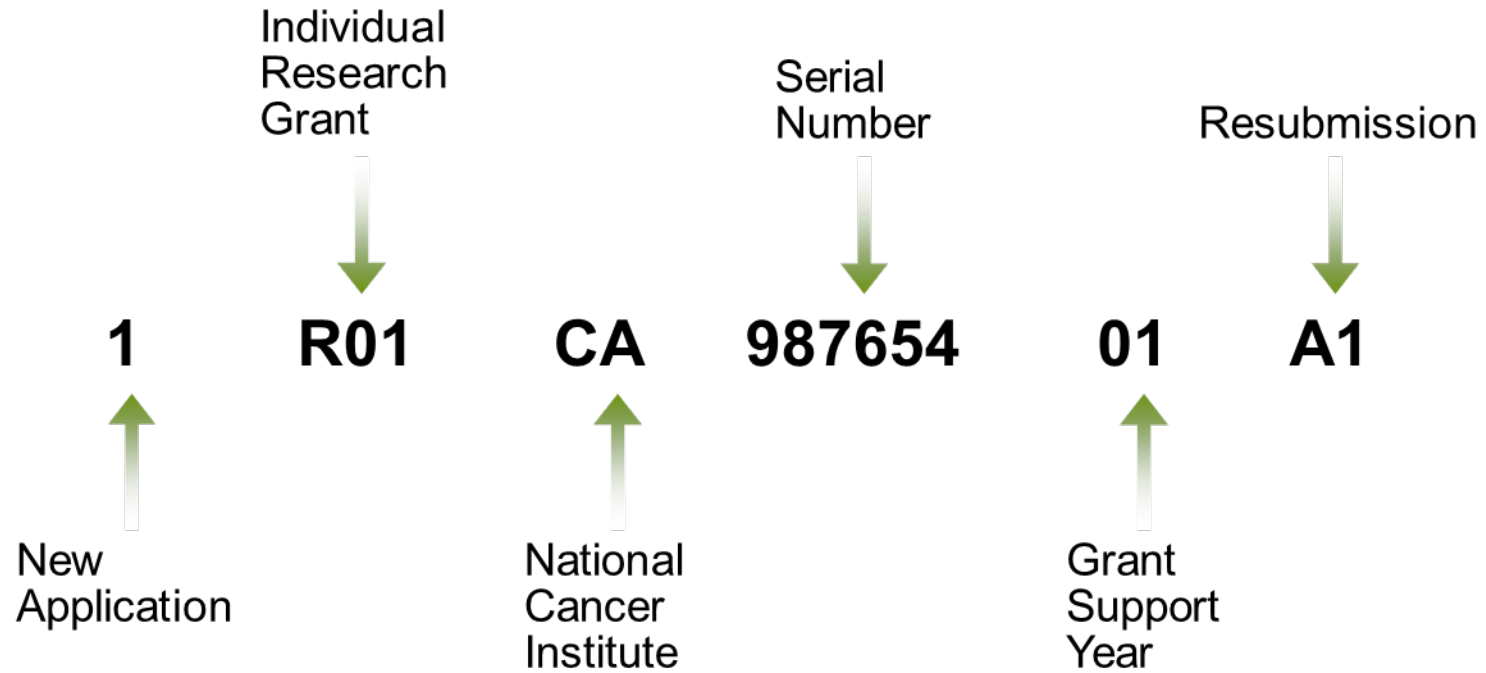 Individual
Research
Grant
Serial
Number
Resubmission
1 R01 CA 987654 01 A1
New
Application
National
Cancer
Institute
Grant
Support
Year